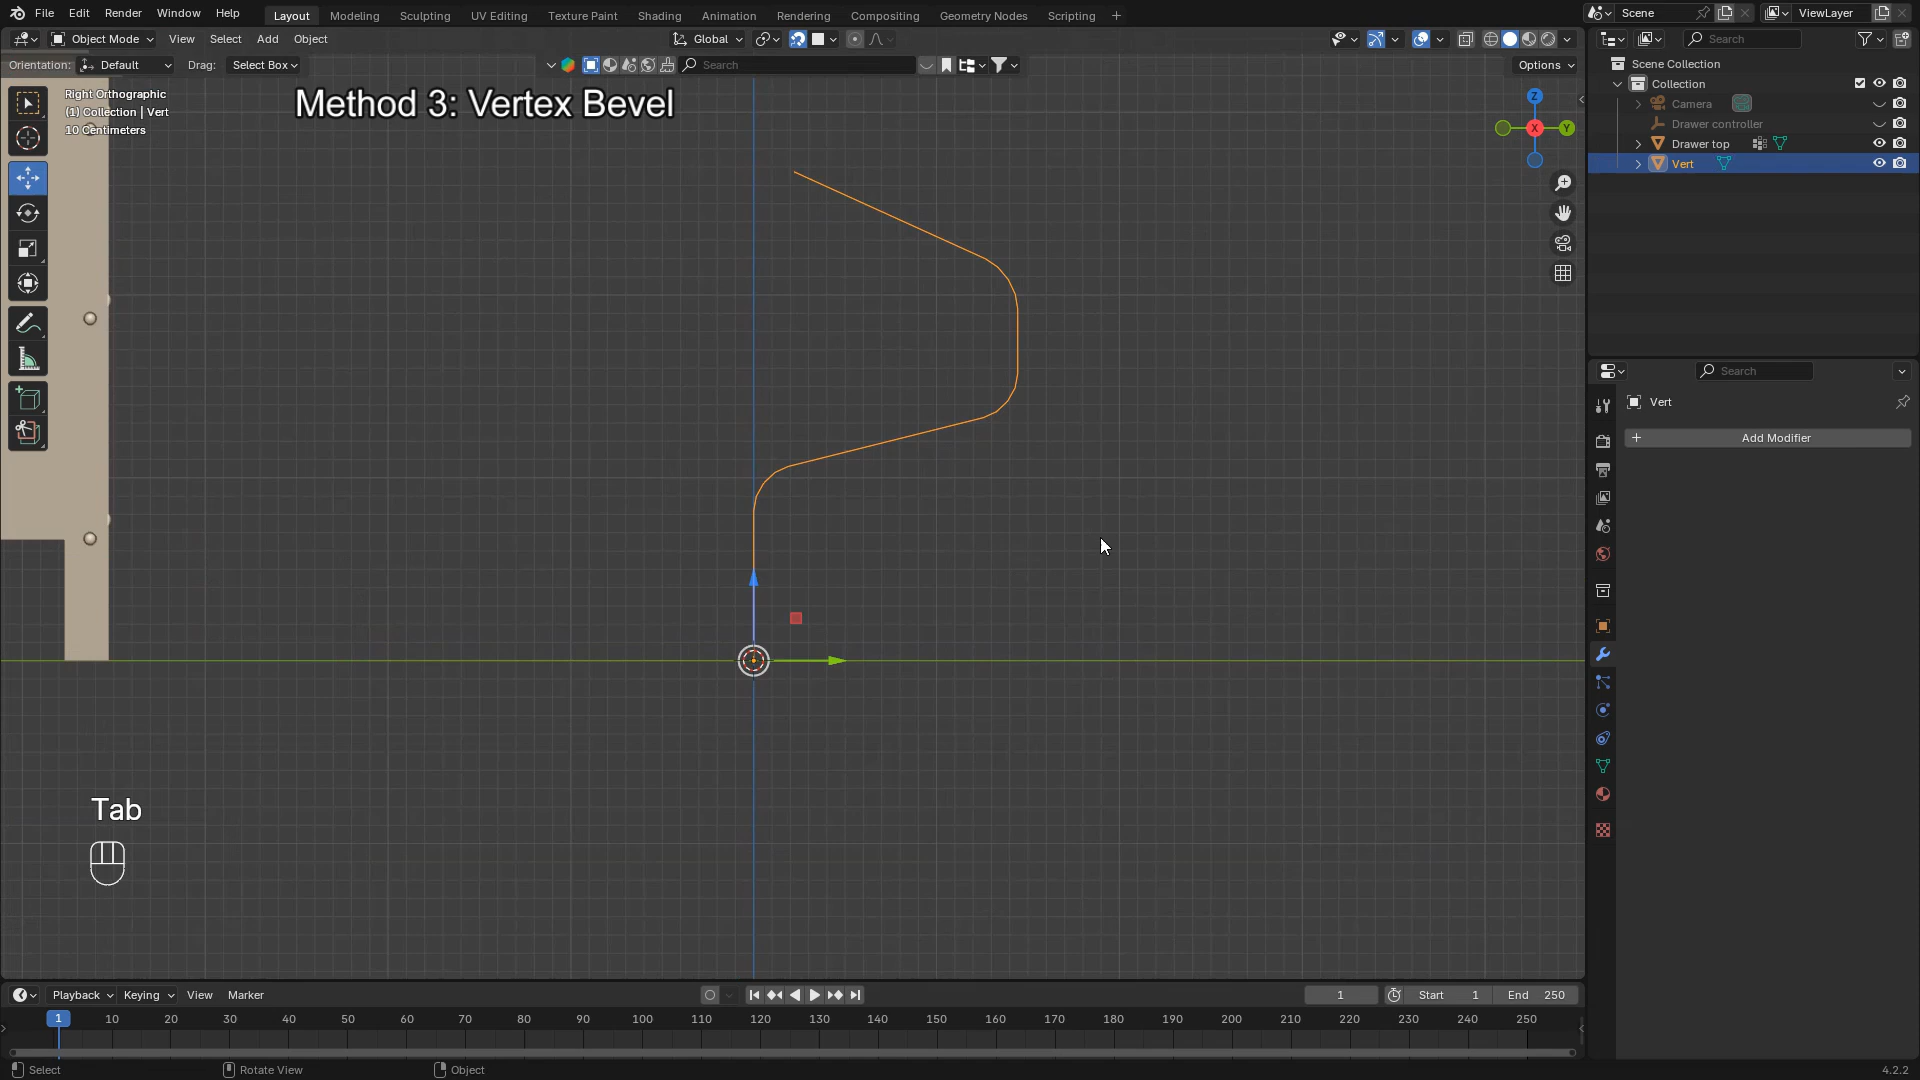 File Edit Render Window Help Layout Modeling Sculpting UV Editing Texture Paint Shading Animation Rendering Compositing Geometry Nodes Scripting + Scene ViewLayer
Object Mode View Select Add Object Global Search
Orientation: Default Drag: Select Box Search Options
Scene Collection
Collection
Camera
Drawer controller
Drawer top
Vert
Right Orthographic
(1) Collection | Vert
10 Centimeters
Method 3: Vertex Bevel
Z
X
Y
Search
Vert
+ Add Modifier
Tab
Playback Keying View Marker 1 Start 1 End 250
1 10 20 30 40 50 60 70 80 90 100 110 120 130 140 150 160 170 180 190 200 210 220 230 240 250
Select Rotate View Object 4.2.2